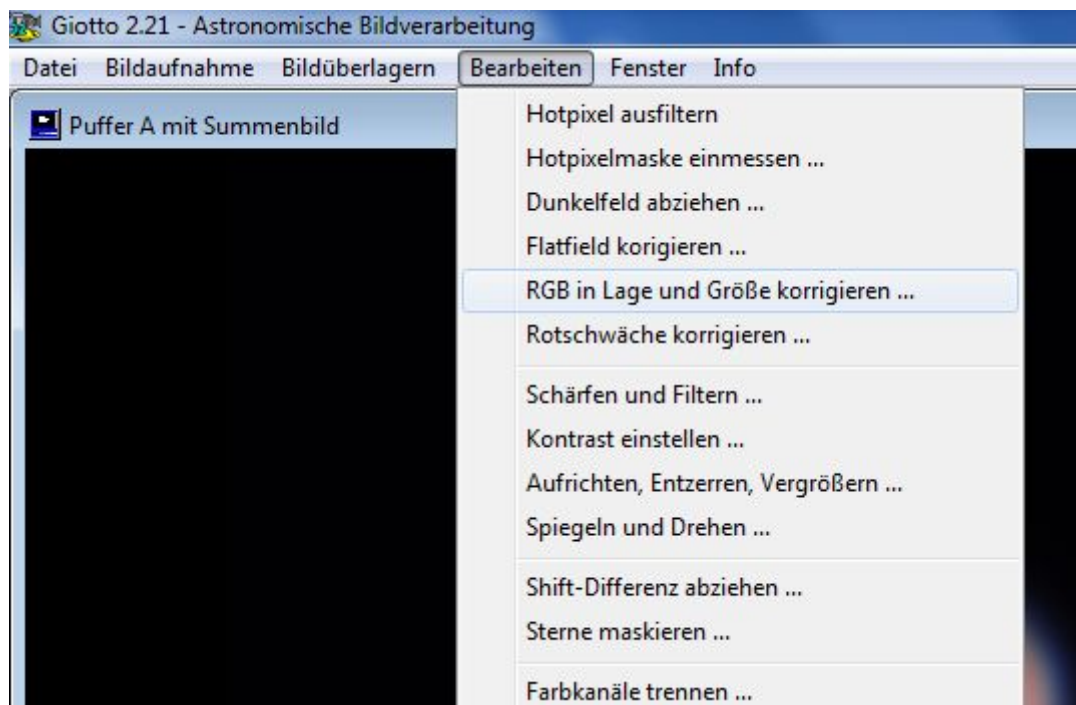 Giotto 2.21 - Astronomische Bildverarbeitung
Datei Bildaufnahme Bildüberlagern Bearbeiten Fenster Info
Puffer A mit Summenbild
Hotpixel ausfiltern
Hotpixelmaske einmessen ...
Dunkelfeld abziehen ...
Flatfield korigieren ...
RGB in Lage und Größe korrigieren ...
Rotschwäche korrigieren ...
Schärfen und Filtern ...
Kontrast einstellen ...
Aufrichten, Entzerren, Vergrößern ...
Spiegeln und Drehen ...
Shift-Differenz abziehen ...
Sterne maskieren ...
Farbkanäle trennen ...